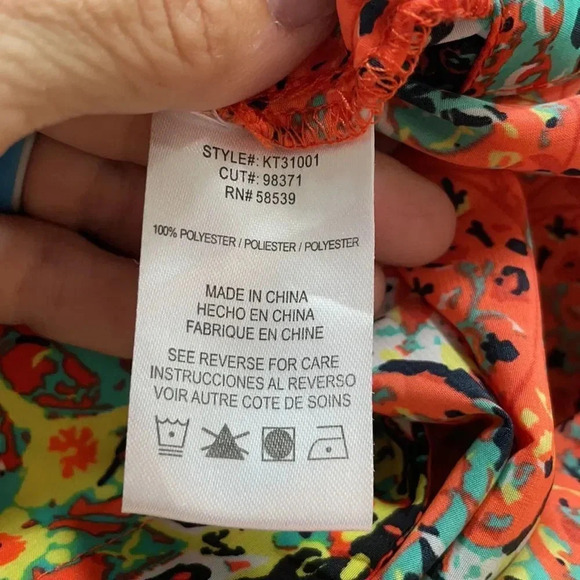 STYLE#: KT31001
CUT#: 98371
RN# 58539
100% POLYESTER / POLIESTER / POLYESTER
MADE IN CHINA
HECHO EN CHINA
FABRIQUE EN CHINE
SEE REVERSE FOR CARE
INSTRUCCIONES AL REVERSO
VOIR AUTRE COTE DE SOINS